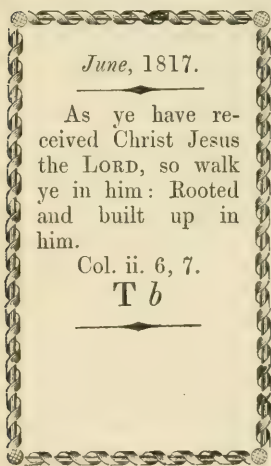 June, 1817.
As ye have re-
ceived Christ Jesus
the LORD, so walk
ye in him : Rooted
and built up in
him.
Col. ii. 6, 7.
T b